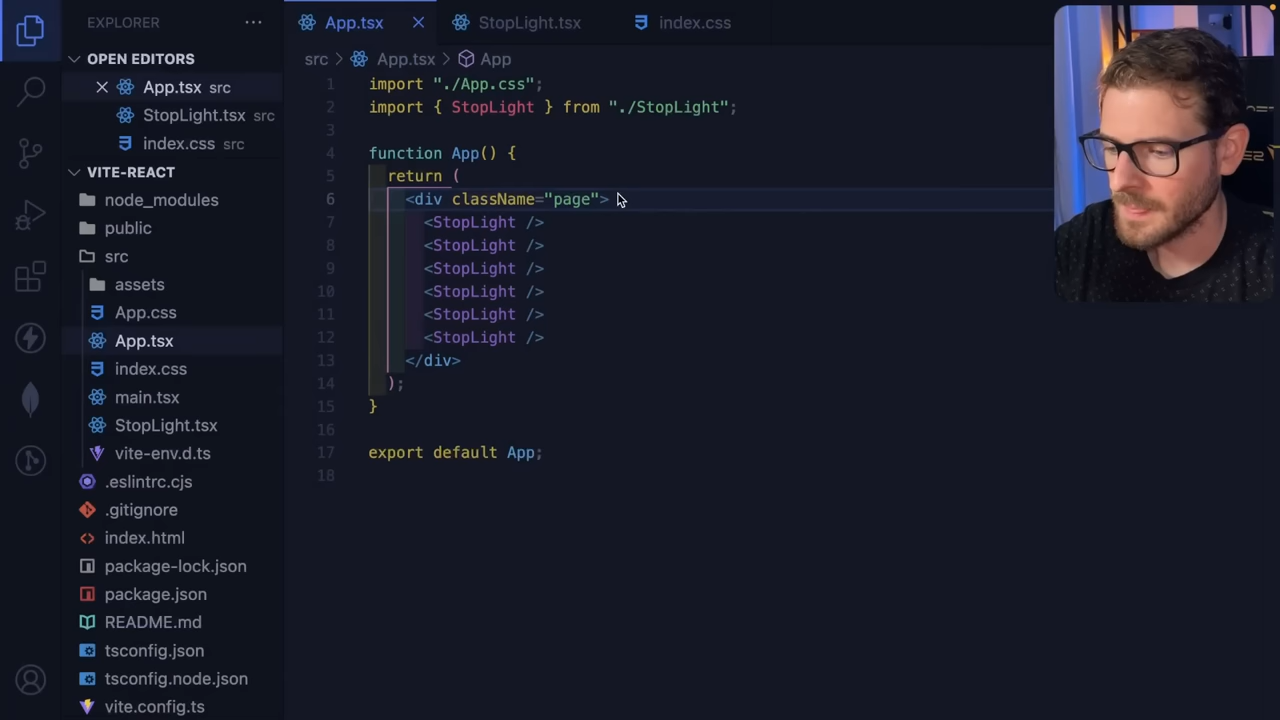 EXPLORER
OPEN EDITORS
App.tsx src
StopLight.tsx src
index.css src
VITE-REACT
node_modules
public
src
assets
App.css
App.tsx
index.css
main.tsx
StopLight.tsx
vite-env.d.ts
.eslintrc.cjs
.gitignore
index.html
package-lock.json
package.json
README.md
tsconfig.json
tsconfig.node.json
vite.config.ts
App.tsx
StopLight.tsx
index.css
src > App.tsx > App
1 import "./App.css";
2 import { StopLight } from "./StopLight";
3
4 function App() {
5 return (
6 <div className="page">
7 <StopLight />
8 <StopLight />
9 <StopLight />
10 <StopLight />
11 <StopLight />
12 <StopLight />
13 </div>
14 );
15 }
16
17 export default App;
18